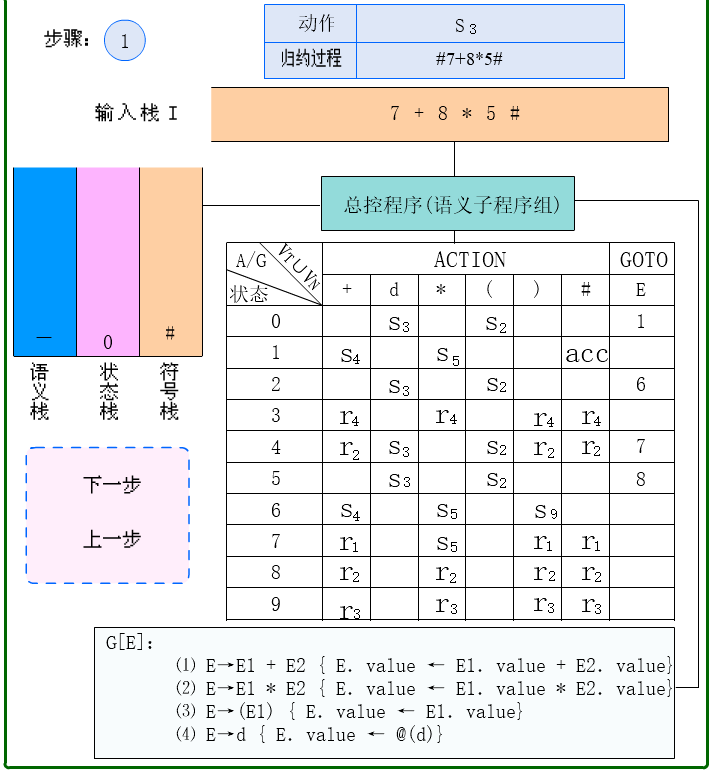 步骤: 1
动作 S3
归约过程 #7+8*5#
输入栈 I 7 + 8 * 5 #
总控程序(语义子程序组)
— 0 #
语义栈 状态栈 符号栈
下一步
上一步
A/G VT∪VN ACTION GOTO
状态 + d * ( ) # E
0 S3 S2 1
1 S4 S5 acc
2 S3 S2 6
3 r4 r4 r4 r4
4 r2 S3 S2 r2 r2 7
5 S3 S2 8
6 S4 S5 S9
7 r1 S5 r1 r1
8 r2 r2 r2 r2
9 r3 r3 r3 r3
G[E]:
(1) E→E1 + E2 { E. value ← E1. value + E2. value}
(2) E→E1 * E2 { E. value ← E1. value * E2. value}
(3) E→(E1) { E. value ← E1. value}
(4) E→d { E. value ← @(d)}